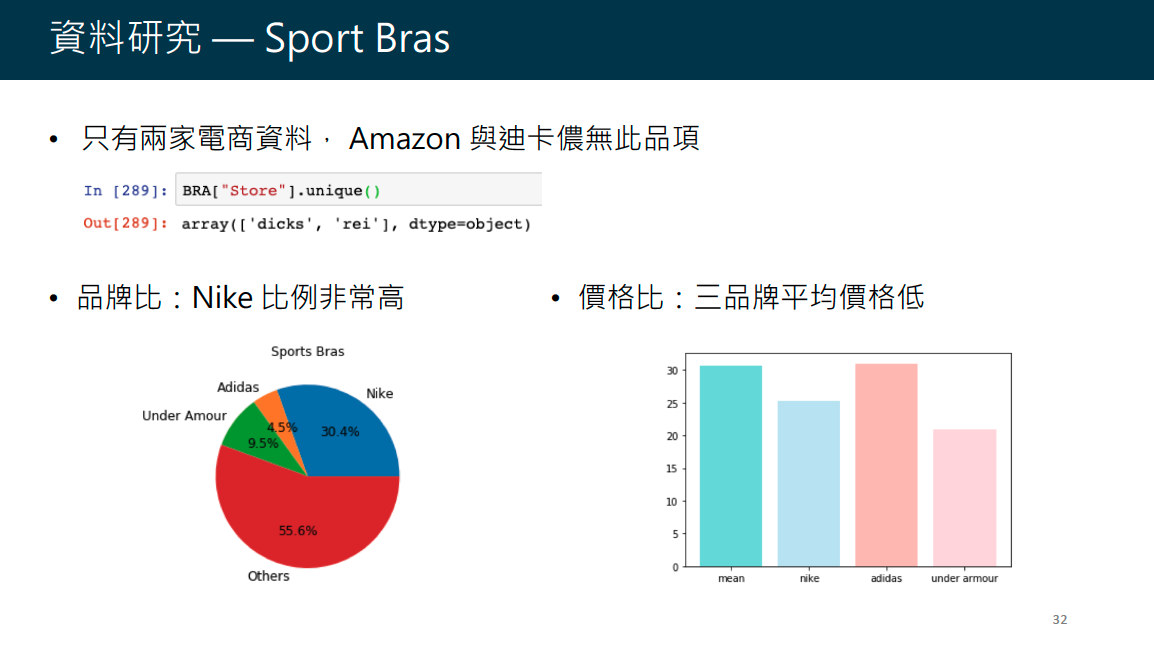 資料研究 — Sport Bras
• 只有兩家電商資料， Amazon 與迪卡儂無此品項
In [289]: BRA["Store"].unique()
Out[289]: array(['dicks', 'rei'], dtype=object)
• 品牌比：Nike 比例非常高
Sports Bras
Adidas
Nike
Under Amour
4.5%
30.4%
9.5%
55.6%
Others
• 價格比：三品牌平均價格低
30
25
20
15
10
5
0
mean nike adidas under armour
32